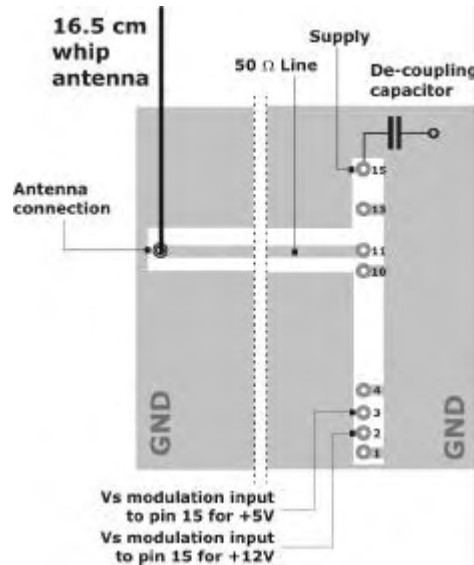 16.5 cm
whip
antenna
Supply
50 Ω Line
De-coupling
capacitor
15
Antenna
connection
13
11
10
4
3
2
1
GND
GND
Vs modulation input
to pin 15 for +5V
Vs modulation input
to pin 15 for +12V